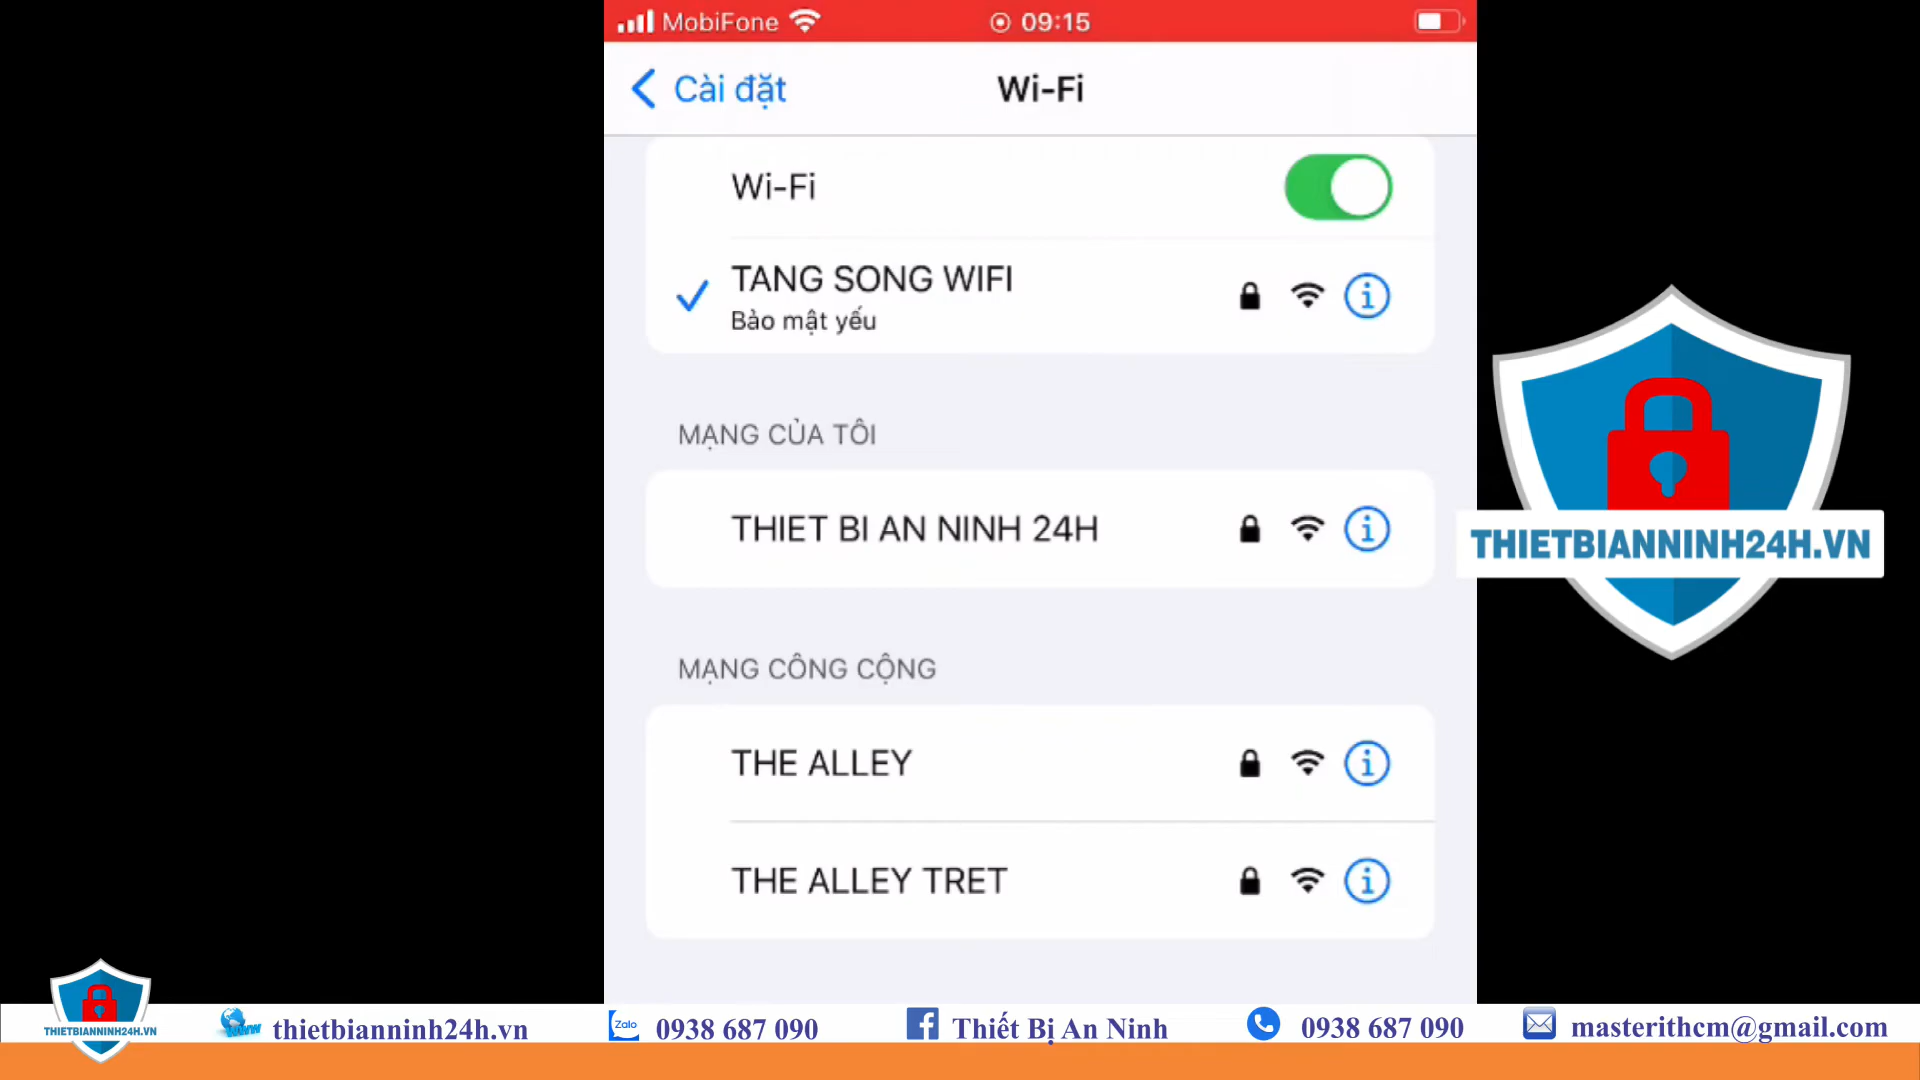 MobiFone
09:15
Cài đặt
Wi-Fi
Wi-Fi
TANG SONG WIFI
Bảo mật yếu
MẠNG CỦA TÔI
THIET BI AN NINH 24H
MẠNG CÔNG CỘNG
THE ALLEY
THE ALLEY TRET
THIETBIANNINH24H.VN
THIETBIANNINH24H.VN
www
thietbianninh24h.vn
Zalo
0938 687 090
Thiết Bị An Ninh
0938 687 090
masterithcm@gmail.com